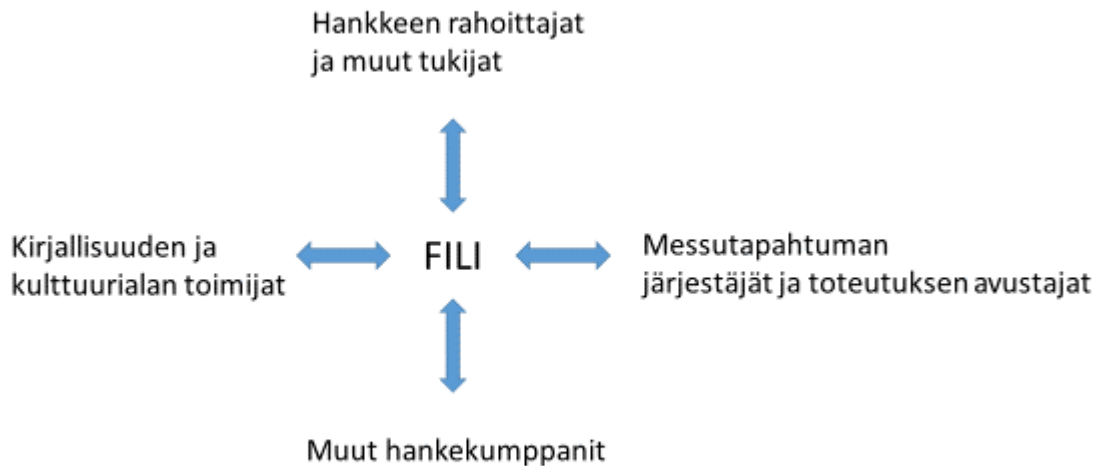 Hankkeen rahoittajat
ja muut tukijat
Kirjallisuuden ja
kulttuurialan toimijat
FILI
Messutapahtuman
järjestäjät ja toteutuksen avustajat
Muut hankekumppanit